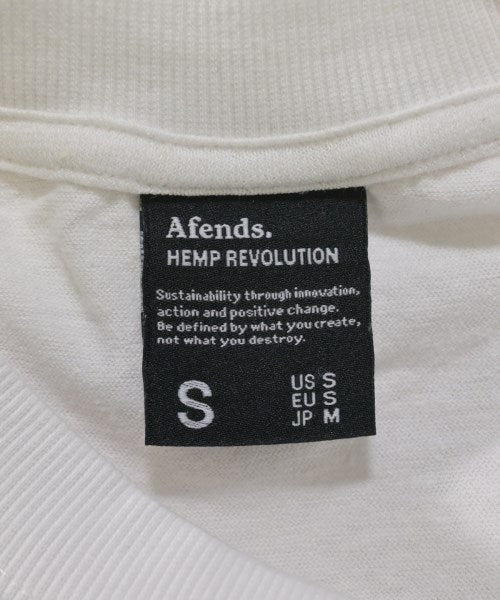 Afends.
HEMP REVOLUTION
Sustainability through innovation,
action and positive change.
Be defined by what you create,
not what you destroy.
S
US S
EU S
JP M